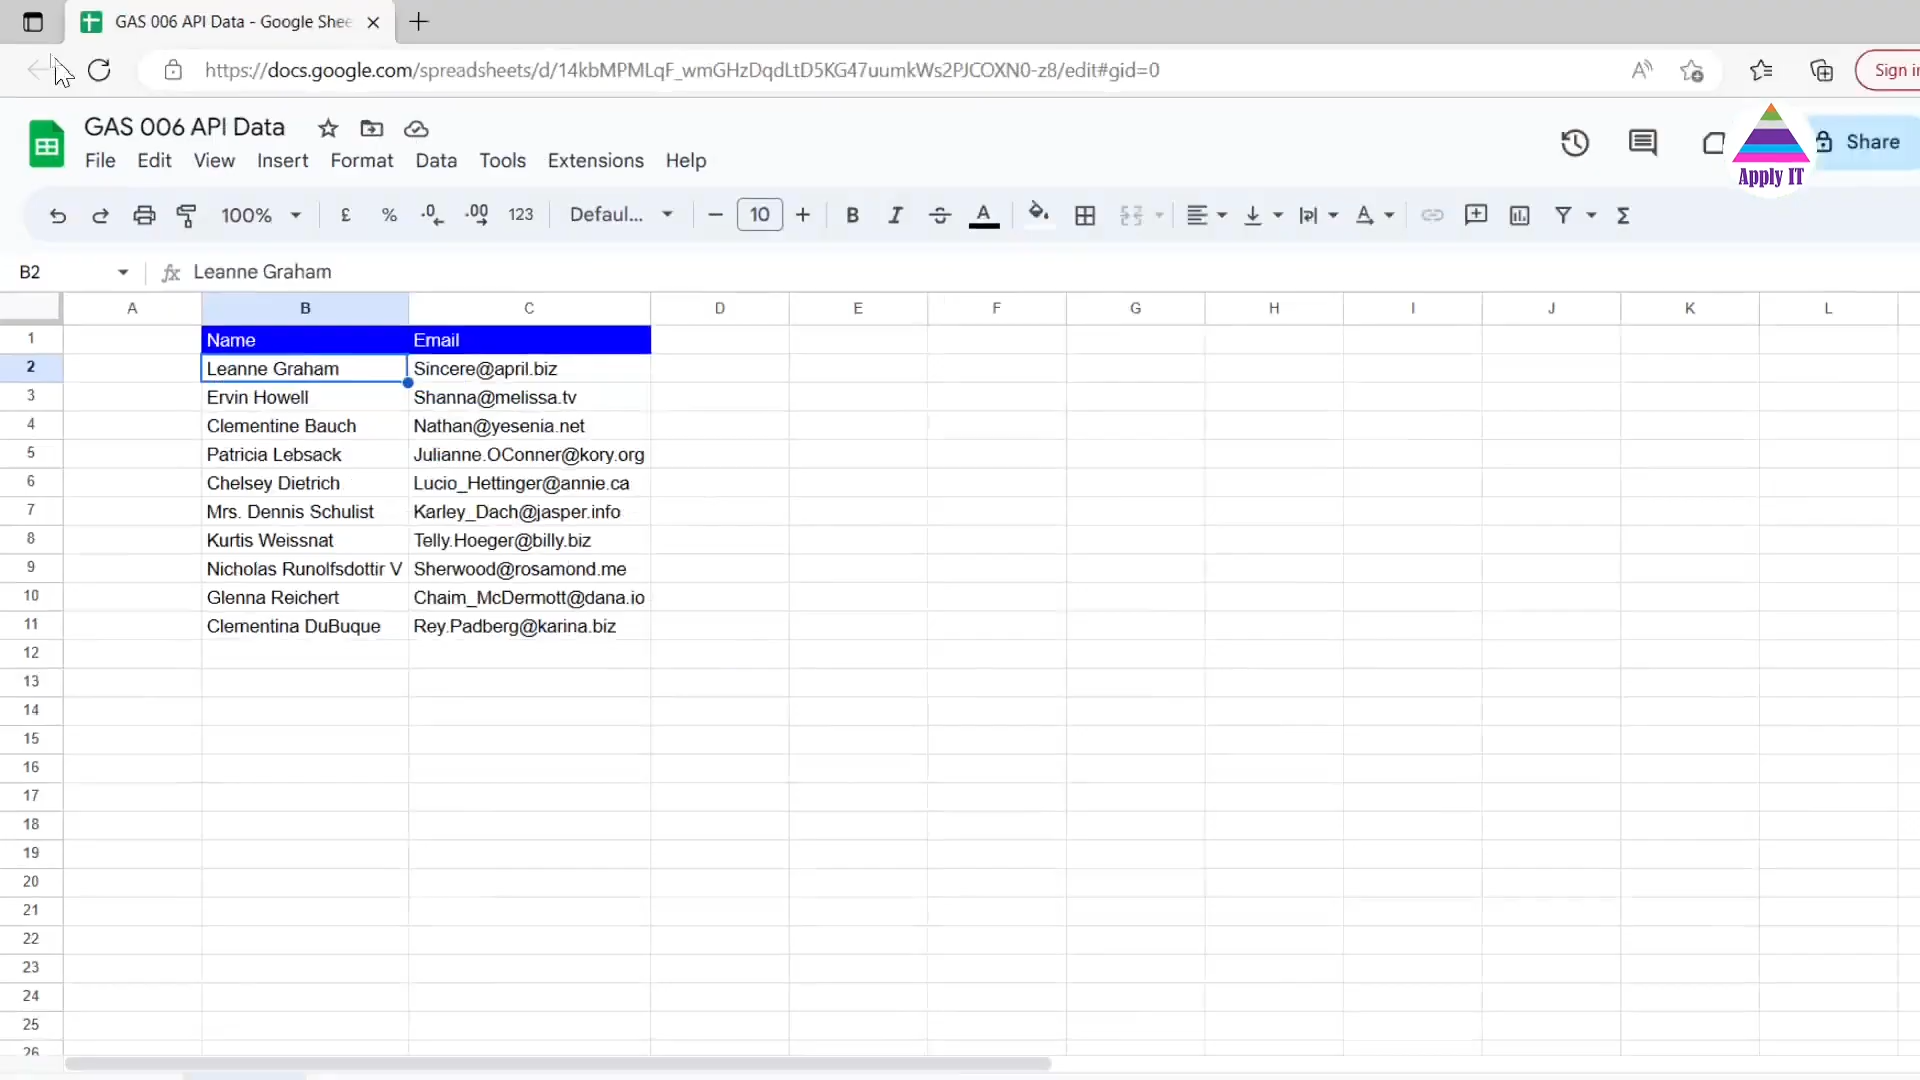 GAS 006 API Data - Google Shee
https://docs.google.com/spreadsheets/d/14kbMPMLqF_wmGHzDqdLtD5KG47uumkWs2PJCOXN0-z8/edit#gid=0
Sign in
GAS 006 API Data
File Edit View Insert Format Data Tools Extensions Help
Share
Apply IT
100% £ % .0 .00 123 Defaul... 10 B I A
B2 fx Leanne Graham
A B C D E F G H I J K L
1 Name Email
2 Leanne Graham Sincere@april.biz
3 Ervin Howell Shanna@melissa.tv
4 Clementine Bauch Nathan@yesenia.net
5 Patricia Lebsack Julianne.OConner@kory.org
6 Chelsey Dietrich Lucio_Hettinger@annie.ca
7 Mrs. Dennis Schulist Karley_Dach@jasper.info
8 Kurtis Weissnat Telly.Hoeger@billy.biz
9 Nicholas Runolfsdottir V Sherwood@rosamond.me
10 Glenna Reichert Chaim_McDermott@dana.io
11 Clementina DuBuque Rey.Padberg@karina.biz
12
13
14
15
16
17
18
19
20
21
22
23
24
25
26